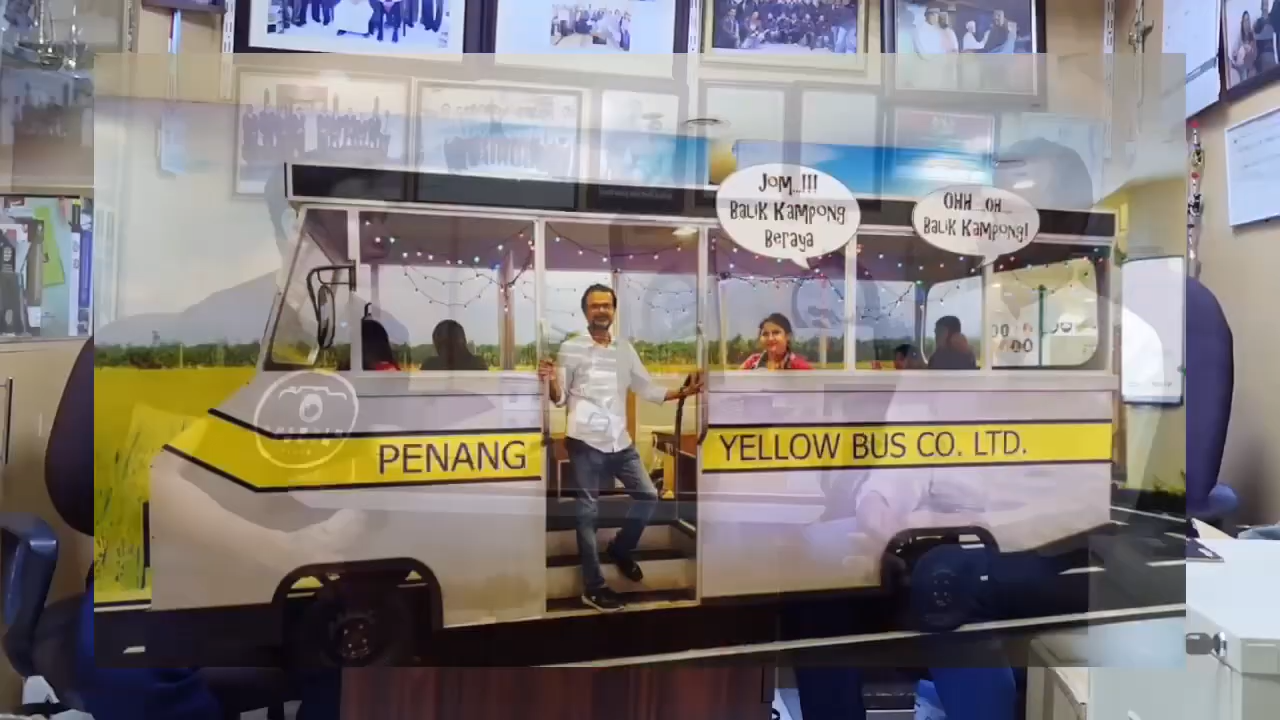 JOM...!!!
BALIK KAMPONG
BERAYA
OHH...OH...
BALIK KAMPONG!
PENANG
YELLOW BUS CO. LTD.